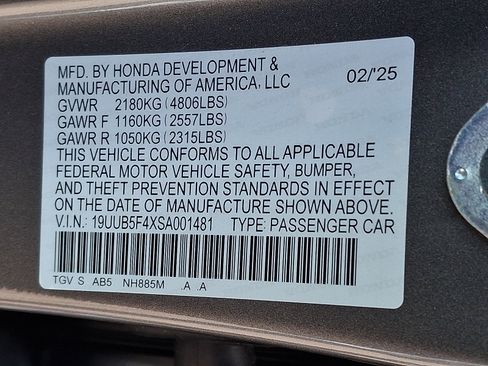 MFD. BY HONDA DEVELOPMENT &
MANUFACTURING OF AMERICA, LLC 02/'25
GVWR 2180KG (4806LBS)
GAWR F 1160KG (2557LBS)
GAWR R 1050KG (2315LBS)
THIS VEHICLE CONFORMS TO ALL APPLICABLE
FEDERAL MOTOR VEHICLE SAFETY, BUMPER,
AND THEFT PREVENTION STANDARDS IN EFFECT
ON THE DATE OF MANUFACTURE SHOWN ABOVE.
V.I.N.: 19UUB5F4XSA001481 TYPE: PASSENGER CAR
TGV S AB5 NH885M .A .A